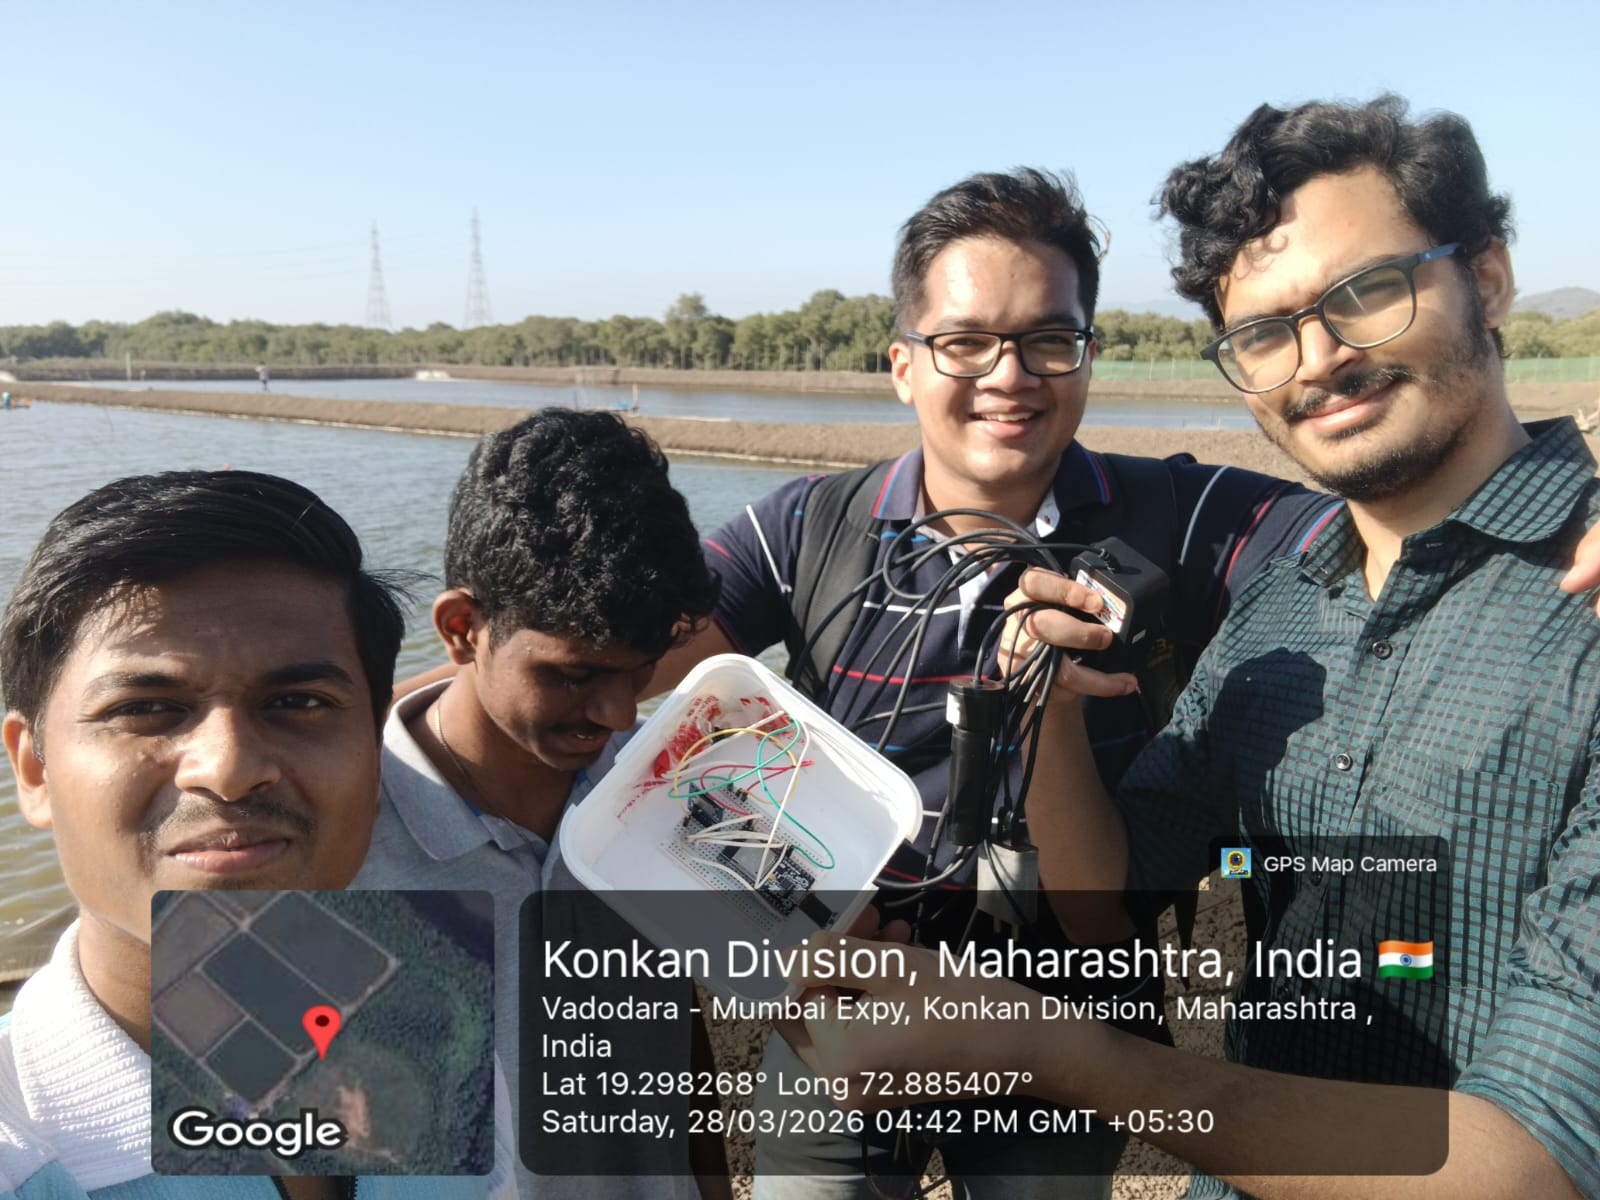 GPS Map Camera
Konkan Division, Maharashtra, India 🇮🇳
Vadodara - Mumbai Expy, Konkan Division, Maharashtra ,
India
Lat 19.298268° Long 72.885407°
Saturday, 28/03/2026 04:42 PM GMT +05:30
Google